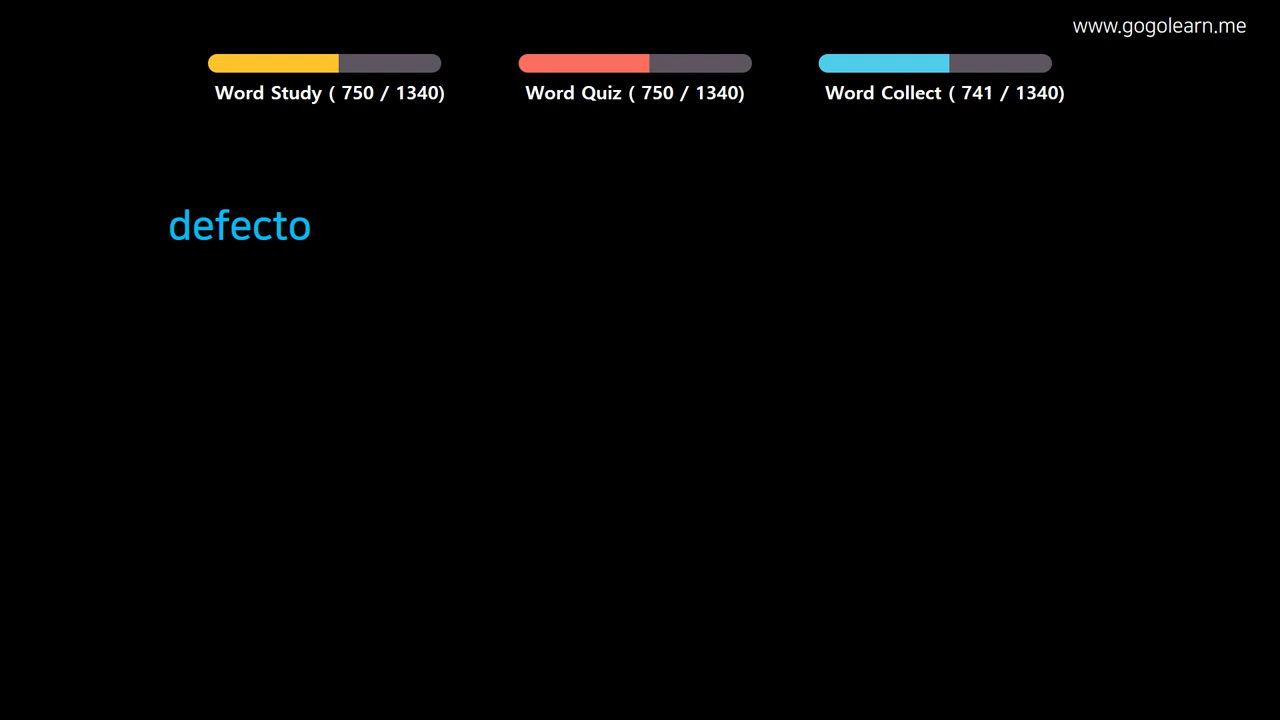 www.gogolearn.me
Word Study ( 750 / 1340)
Word Quiz ( 750 / 1340)
Word Collect ( 741 / 1340)
defecto